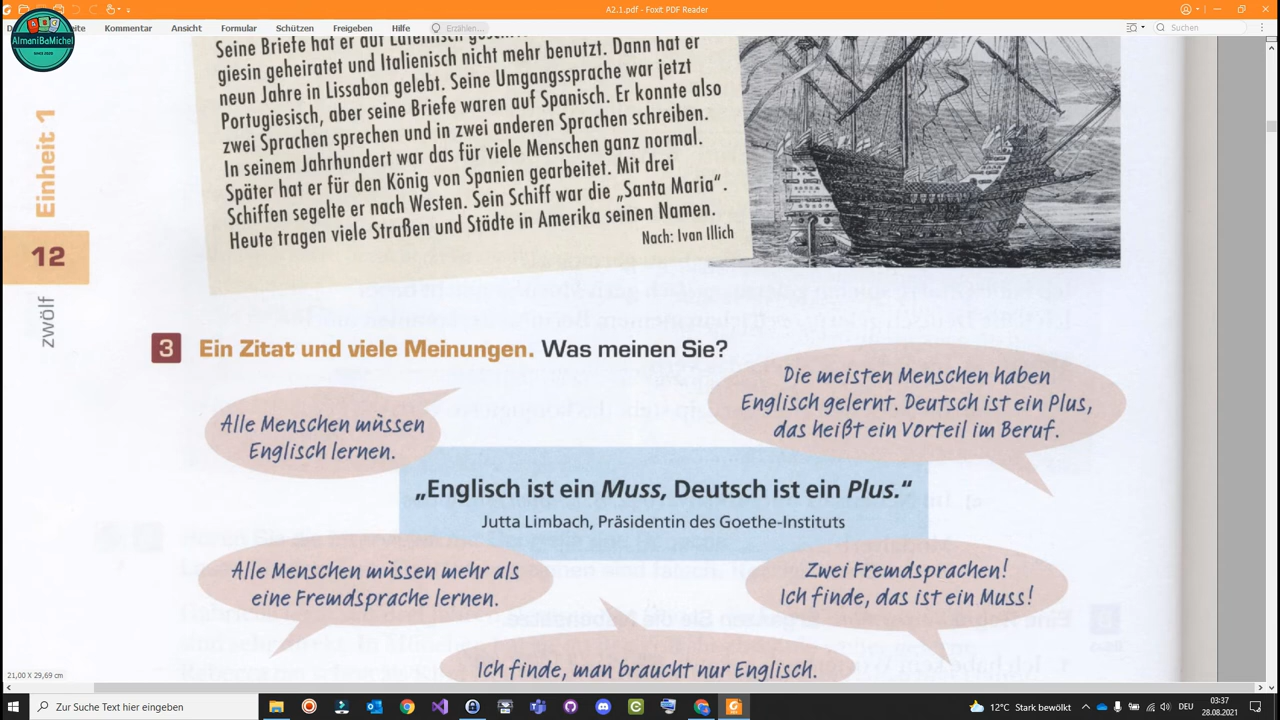 A2.1.pdf - Foxit PDF Reader
Kommentar Ansicht Formular Schützen Freigeben Hilfe Erzählen... Suchen
AlmaniBaMichel
Seine Briefe hat er auf Lateinisch
giesin geheiratet und Italienisch nicht mehr benutzt. Dann hat er
neun Jahre in Lissabon gelebt. Seine Umgangssprache war jetzt
Portugiesisch, aber seine Briefe waren auf Spanisch. Er konnte also
zwei Sprachen sprechen und in zwei anderen Sprachen schreiben.
In seinem Jahrhundert war das für viele Menschen ganz normal.
Später hat er für den König von Spanien gearbeitet. Mit drei
Schiffen segelte er nach Westen. Sein Schiff war die „Santa Maria“.
Heute tragen viele Straßen und Städte in Amerika seinen Namen.
Nach: Ivan Illich
Einheit 1
12
zwölf
3 Ein Zitat und viele Meinungen. Was meinen Sie?
Alle Menschen müssen
Englisch lernen.
Die meisten Menschen haben
Englisch gelernt. Deutsch ist ein Plus,
das heißt ein Vorteil im Beruf.
„Englisch ist ein Muss, Deutsch ist ein Plus.“
Jutta Limbach, Präsidentin des Goethe-Instituts
Alle Menschen müssen mehr als
eine Fremdsprache lernen.
Zwei Fremdsprachen!
Ich finde, das ist ein Muss!
Ich finde, man braucht nur Englisch.
21,00 x 29,69 cm
Zur Suche Text hier eingeben
12°C Stark bewölkt
DEU
03:37
28.08.2021